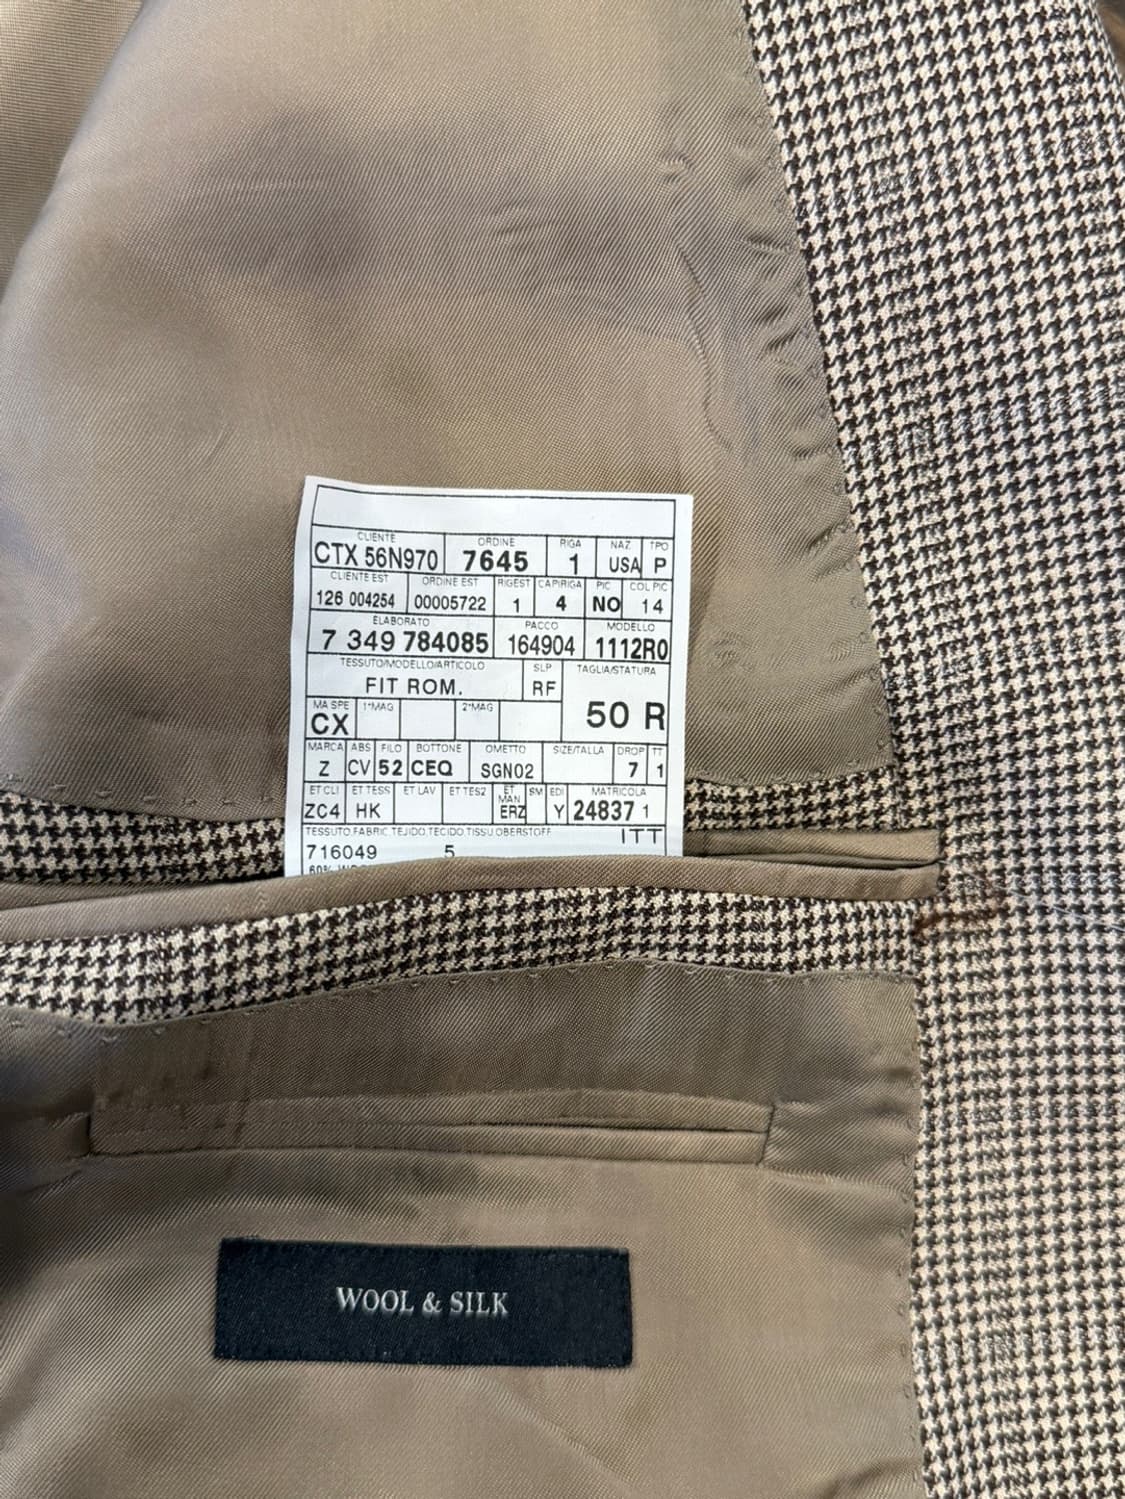 CLIENTE ORDINE RIGA NAZ TPO
CTX 56N970 7645 1 USA P
CLIENTE EST ORDINE EST RIGEST CAPIRIGA PIC COL PIC
126 004254 00005722 1 4 NO 14
ELABORATO PACCO MODELLO
7 349 784085 164904 1112R0
TESSUTO/MODELLO/ARTICOLO SLP TAGLIA/STATURA
FIT ROM. RF 50 R
MA SPE 1°MAG 2°MAG
CX
MARCA ABS FILO BOTTONE OMETTO SIZE/TALLA DROP TT
Z CV 52 CEQ SGN02 7 1
ET CLI ET TESS ET LAV ET TES2 ET MAN SM EDI MATRICOLA
ZC4 HK ERZ Y 24837 1
TESSUTO.FABRIC.TEJIDO.TECIDO.TISSU.OBERSTOFF ITT
716049 5
60%
WOOL & SILK